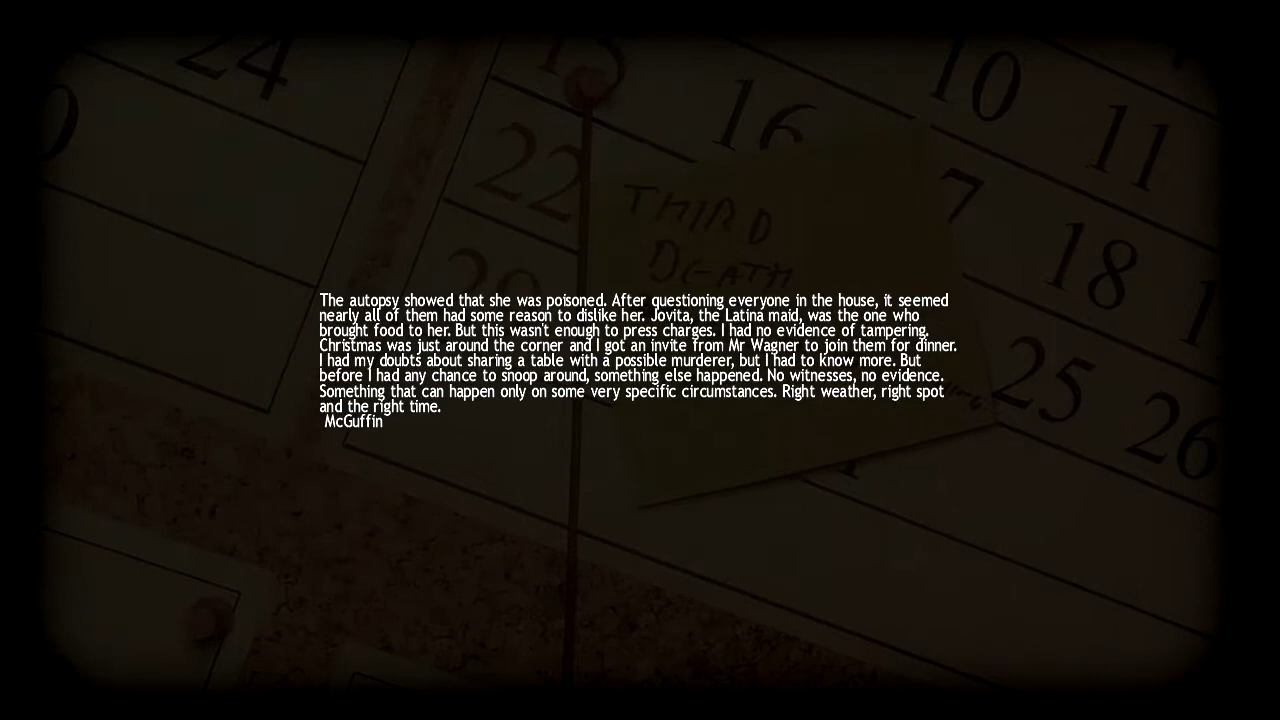 24
15
16
10
11
22
THIRD
DEATH
7
18
1
29
25
26
The autopsy showed that she was poisoned. After questioning everyone in the house, it seemed
nearly all of them had some reason to dislike her. Jovita, the Latina maid, was the one who
brought food to her. But this wasn't enough to press charges. I had no evidence of tampering.
Christmas was just around the corner and I got an invite from Mr Wagner to join them for dinner.
I had my doubts about sharing a table with a possible murderer, but I had to know more. But
before I had any chance to snoop around, something else happened. No witnesses, no evidence.
Something that can happen only on some very specific circumstances. Right weather, right spot
and the right time.
McGuffin